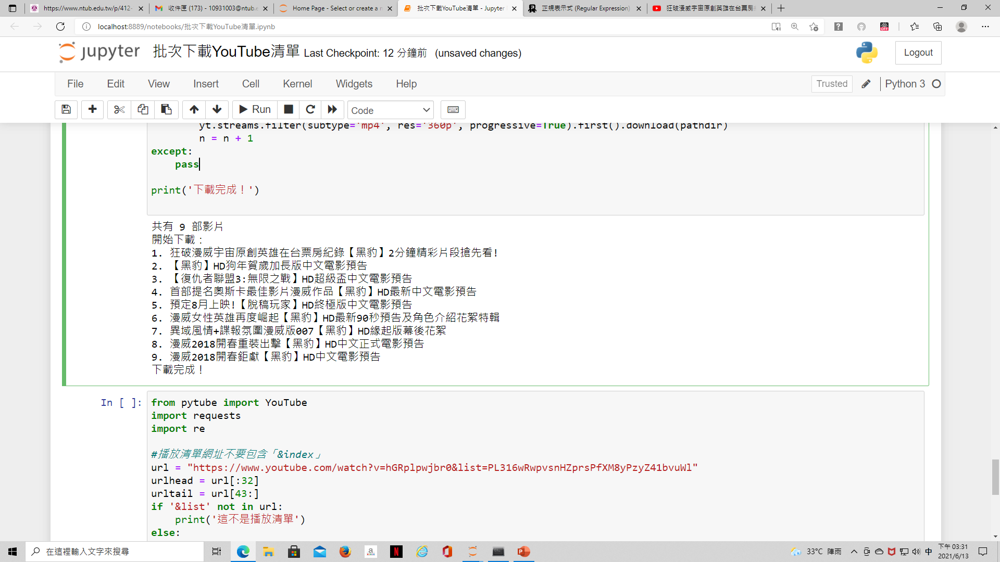 https://www.ntub.edu.tw/p/412-
收件匣 (173) - 10931003@ntub.e
Home Page - Select or create a n
批次下載YouTube清單 - Jupyter
正規表示式 (Regular Expression)
狂破漫威宇宙原創英雄在台票房
localhost:8889/notebooks/批次下載YouTube清單.ipynb
OFF
jupyter 批次下載YouTube清單 Last Checkpoint: 12 分鐘前 (unsaved changes)
Logout
File Edit View Insert Cell Kernel Widgets Help
Trusted Python 3
Run Code
yt.streams.filter(subtype='mp4', res='360p', progressive=True).first().download(pathdir)
n = n + 1
except:
pass
print('下載完成！')
共有 9 部影片
開始下載：
1. 狂破漫威宇宙原創英雄在台票房紀錄【黑豹】2分鐘精彩片段搶先看!
2. 【黑豹】HD狗年賀歲加長版中文電影預告
3. 【復仇者聯盟3:無限之戰】HD超級盃中文電影預告
4. 首部提名奧斯卡最佳影片漫威作品【黑豹】HD最新中文電影預告
5. 預定8月上映!【脫稿玩家】HD終極版中文電影預告
6. 漫威女性英雄再度崛起【黑豹】HD最新90秒預告及角色介紹花絮特輯
7. 異域風情+諜報氛圍漫威版007【黑豹】HD緣起版幕後花絮
8. 漫威2018開春重裝出擊【黑豹】HD中文正式電影預告
9. 漫威2018開春鉅獻【黑豹】HD中文電影預告
下載完成！
In [ ]:
from pytube import YouTube
import requests
import re
#播放清單網址不要包含「&index」
url = "https://www.youtube.com/watch?v=hGRplpwjbr0&list=PL316wRwpvsnHZprsPfXM8yPzyZ41bvuWl"
urlhead = url[:32]
urltail = url[43:]
if '&list' not in url:
print('這不是播放清單')
else:
在這裡輸入文字來搜尋
33°C 陣雨
中
下午 03:31
2021/6/13